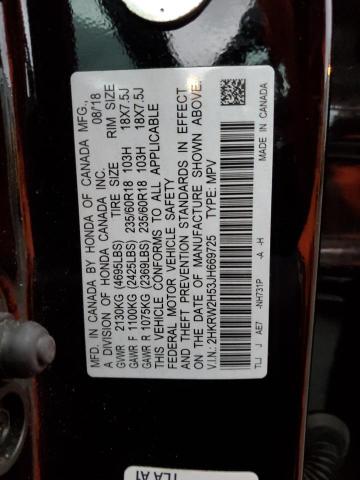 MFD. IN CANADA BY HONDA OF CANADA MFG., 08/18
A DIVISION OF HONDA CANADA INC. TIRE SIZE RIM SIZE
GVWR 2130KG (4695LBS)
GAWR F 1100KG (2425LBS) 235/60R18 103H 18X7.5J
GAWR R 1075KG (2369LBS) 235/60R18 103H 18X7.5J
THIS VEHICLE CONFORMS TO ALL APPLICABLE
FEDERAL MOTOR VEHICLE SAFETY
AND THEFT PREVENTION STANDARDS IN EFFECT
ON THE DATE OF MANUFACTURE SHOWN ABOVE.
V.I.N.: 2HKRW2H53JH669725 TYPE: MPV
TLJ J AE7 -NH731P -A -H
MADE IN CANADA
TLA A1